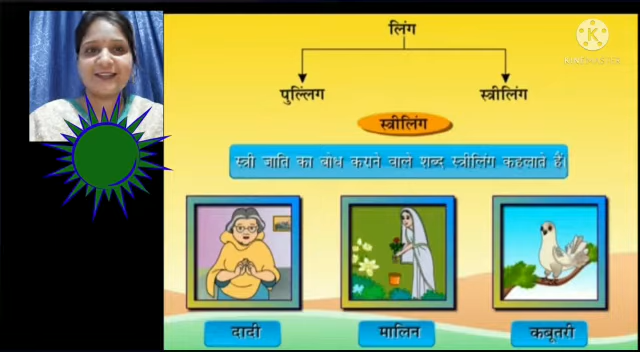 लिंग
पुल्लिंग
स्त्रीलिंग
स्त्रीलिंग
स्त्री जाति का बोध कराने वाले शब्द स्त्रीलिंग कहलाते हैं।
दादी
मालिन
कबूतरी
K
KINEMASTER